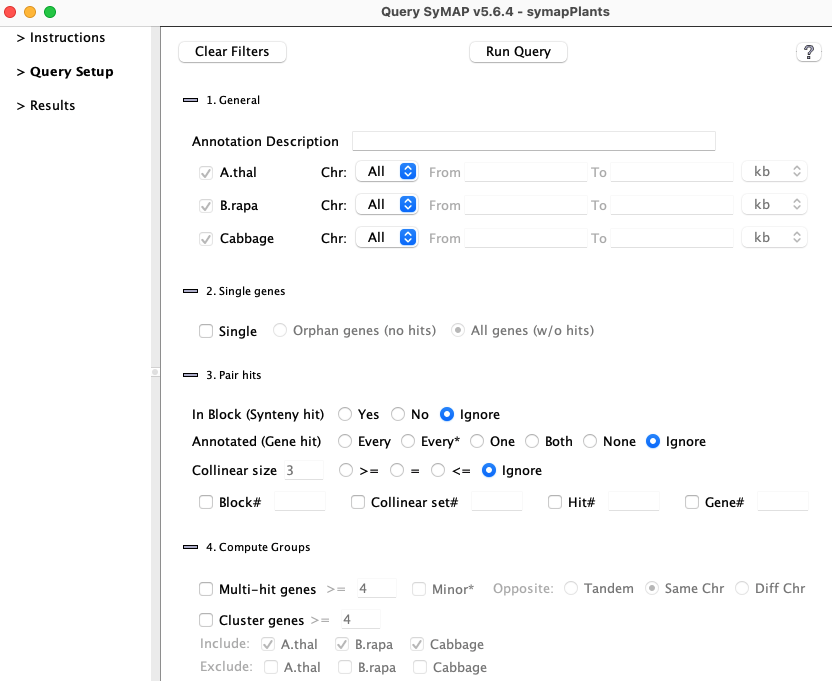 Query SyMAP v5.6.4 - symapPlants
> Instructions
> Query Setup
> Results
Clear Filters Run Query ?
1. General
Annotation Description
A.thal Chr: All From To kb
B.rapa Chr: All From To kb
Cabbage Chr: All From To kb
2. Single genes
Single Orphan genes (no hits) All genes (w/o hits)
3. Pair hits
In Block (Synteny hit) Yes No Ignore
Annotated (Gene hit) Every Every* One Both None Ignore
Collinear size 3 >= = <= Ignore
Block# Collinear set# Hit# Gene#
4. Compute Groups
Multi-hit genes >= 4 Minor* Opposite: Tandem Same Chr Diff Chr
Cluster genes >= 4
Include: A.thal B.rapa Cabbage
Exclude: A.thal B.rapa Cabbage